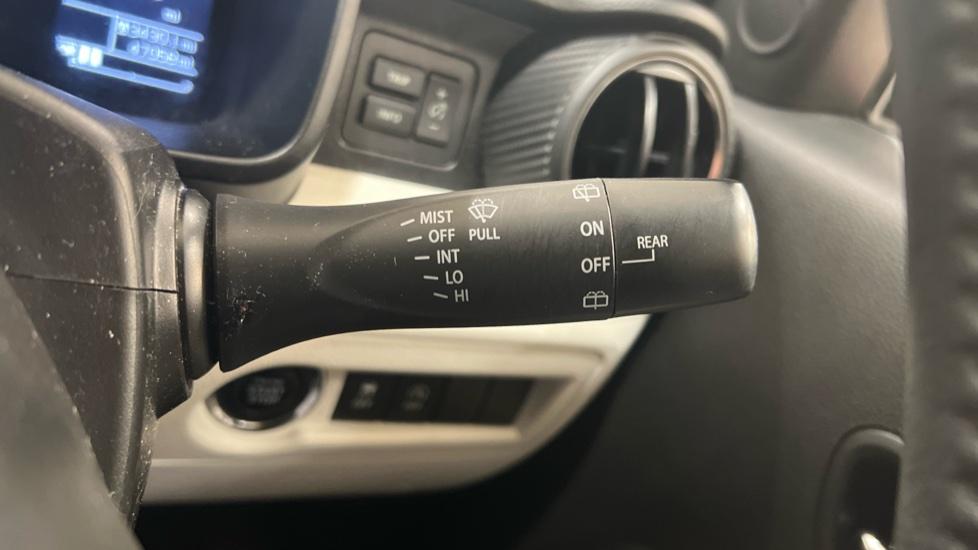 TRIP
INFO
MIST
OFF
INT
LO
HI
PULL
ON
OFF
REAR